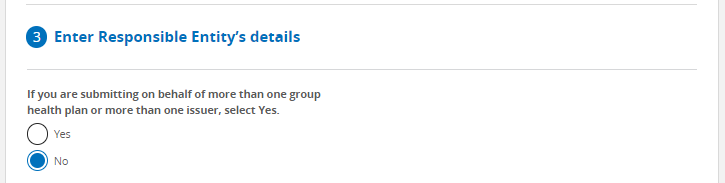 3 Enter Responsible Entity's details
If you are submitting on behalf of more than one group
health plan or more than one issuer, select Yes.
Yes
No